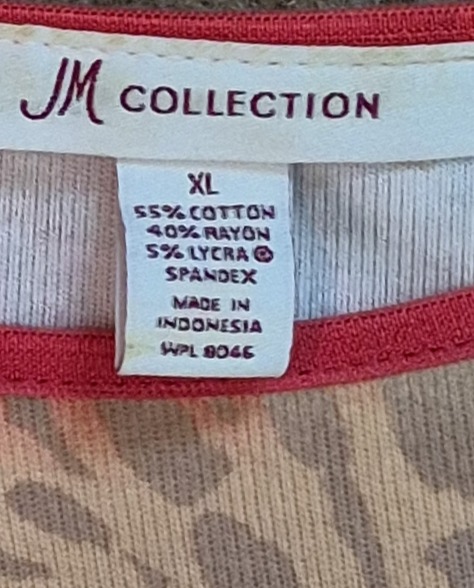 JM COLLECTION
XL
55% COTTON
40% RAYON
5% LYCRA ®
SPANDEX
MADE IN
INDONESIA
WPL 8046